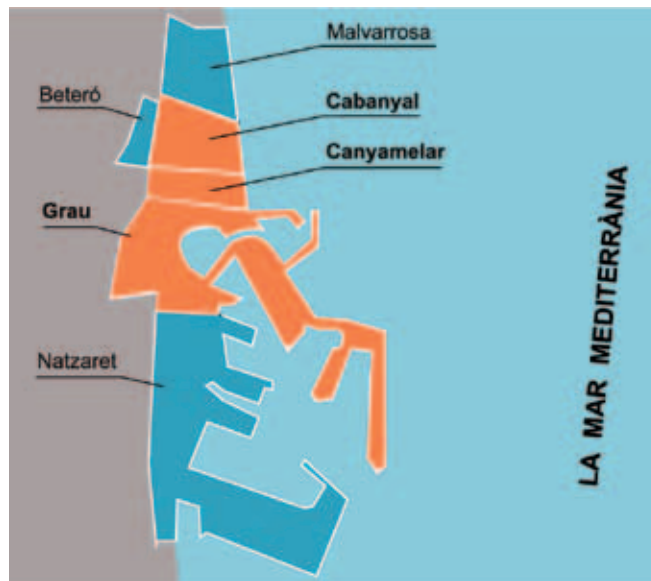 Malvarrosa
Beteró
Cabanyal
Canyamelar
Grau
Natzaret
LA MAR MEDITERRÀNIA